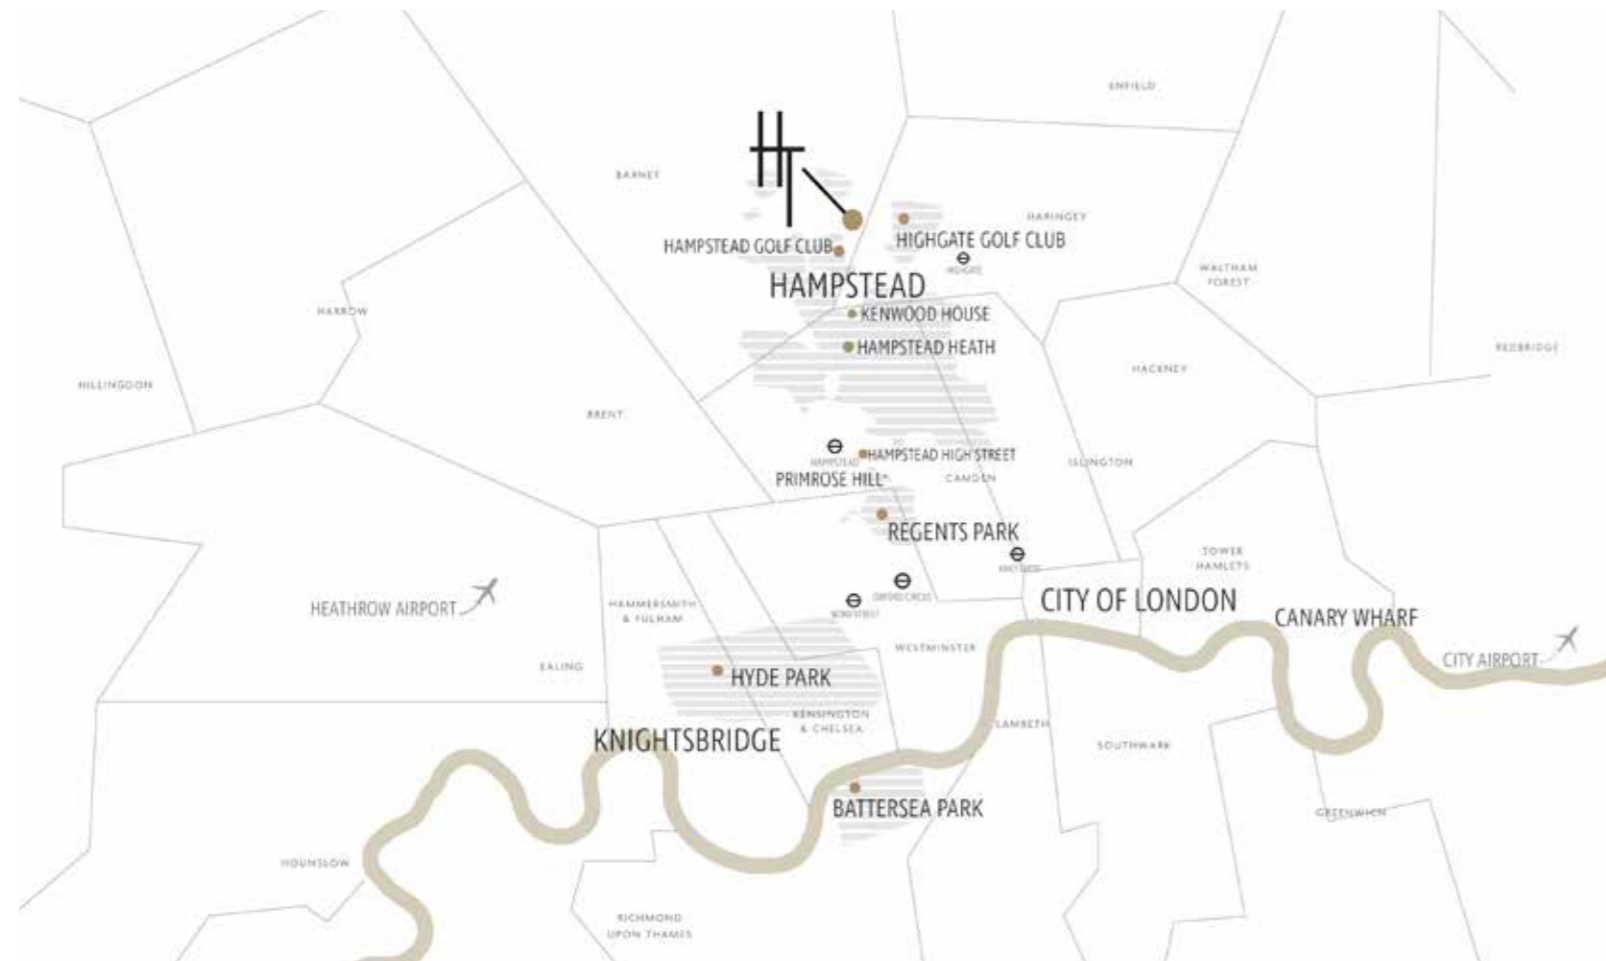 ENFIELD
HT
BARNET
HARINGEY
HAMPSTEAD GOLF CLUB
HIGHGATE GOLF CLUB
HIGHGATE
WALTHAM
FOREST
HAMPSTEAD
HARROW
KENWOOD HOUSE
HAMPSTEAD HEATH
REDBRIDGE
HACKNEY
HILLINGDON
BRENT
HAMPSTEAD
HAMPSTEAD HIGH STREET
ISLINGTON
PRIMROSE HILL
CAMDEN
REGENTS PARK
TOWER
HAMLETS
OXFORD CIRCUS
HEATHROW AIRPORT
HAMMERSMITH
& FULHAM
CITY OF LONDON
CANARY WHARF
WESTMINSTER
CITY AIRPORT
EALING
HYDE PARK
KENSINGTON
& CHELSEA
LAMBETH
KNIGHTSBRIDGE
SOUTHWARK
BATTERSEA PARK
GREENWICH
HOUNSLOW
RICHMOND
UPON THAMES